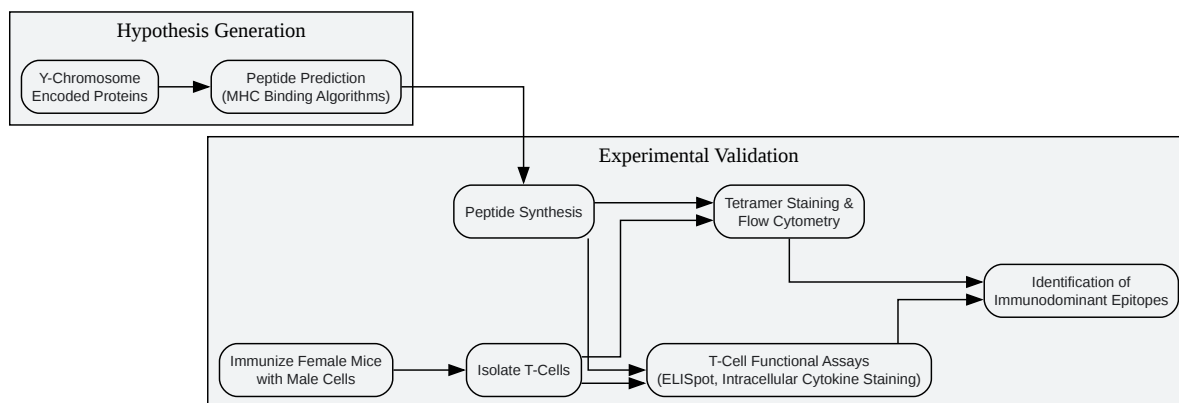 Hypothesis Generation
Y-Chromosome
Encoded Proteins
Peptide Prediction
(MHC Binding Algorithms)
Experimental Validation
Peptide Synthesis
Tetramer Staining &
Flow Cytometry
Identification of
Immunodominant Epitopes
Immunize Female Mice
with Male Cells
Isolate T-Cells
T-Cell Functional Assays
(ELISpot, Intracellular Cytokine Staining)